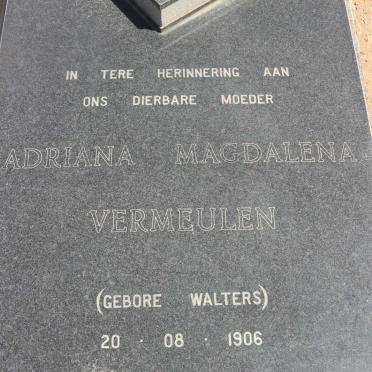 IN TERE HERINNERING AAN
ONS DIERBARE MOEDER
ADRIANA MAGDALENA
VERMEULEN
(GEBORE WALTERS)
20 · 08 · 1906